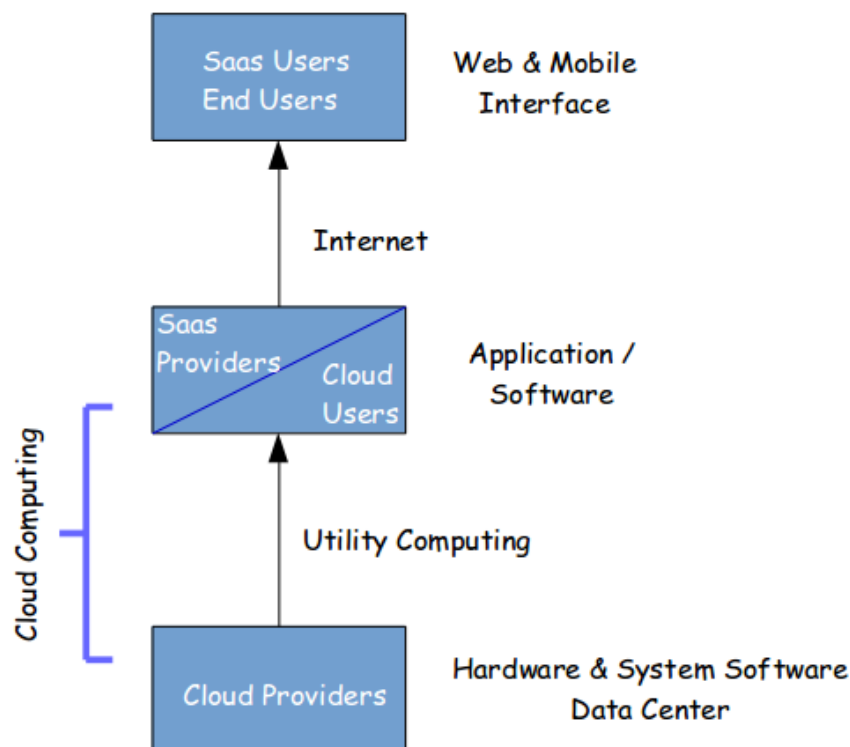 Saas Users
End Users
Web & Mobile
Interface
Internet
Saas
Providers
Cloud
Users
Application /
Software
Cloud Computing
Utility Computing
Cloud Providers
Hardware & System Software
Data Center